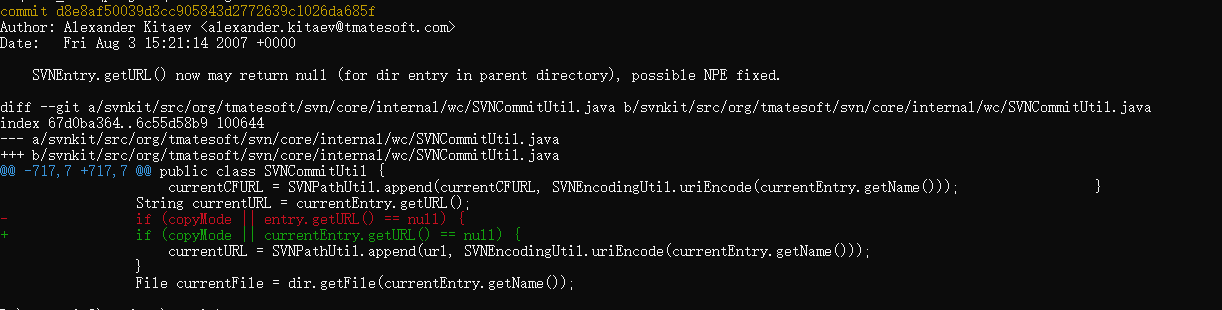 commit d8e8af50039d3cc905843d2772639c1026da685f
Author: Alexander Kitaev <alexander.kitaev@tmatesoft.com>
Date:   Fri Aug 3 15:21:14 2007 +0000
SVNEntry.getURL() now may return null (for dir entry in parent directory), possible NPE fixed.
diff --git a/svnkit/src/org/tmatesoft/svn/core/internal/wc/SVNCommitUtil.java b/svnkit/src/org/tmatesoft/svn/core/internal/wc/SVNCommitUtil.java
index 67d0ba364..6c55d58b9 100644
--- a/svnkit/src/org/tmatesoft/svn/core/internal/wc/SVNCommitUtil.java
+++ b/svnkit/src/org/tmatesoft/svn/core/internal/wc/SVNCommitUtil.java
@@ -717,7 +717,7 @@ public class SVNCommitUtil {
currentCFURL = SVNPathUtil.append(currentCFURL, SVNEncodingUtil.uriEncode(currentEntry.getName())); }
String currentURL = currentEntry.getURL();
- if (copyMode || entry.getURL() == null) {
+ if (copyMode || currentEntry.getURL() == null) {
currentURL = SVNPathUtil.append(url, SVNEncodingUtil.uriEncode(currentEntry.getName()));
}
File currentFile = dir.getFile(currentEntry.getName());